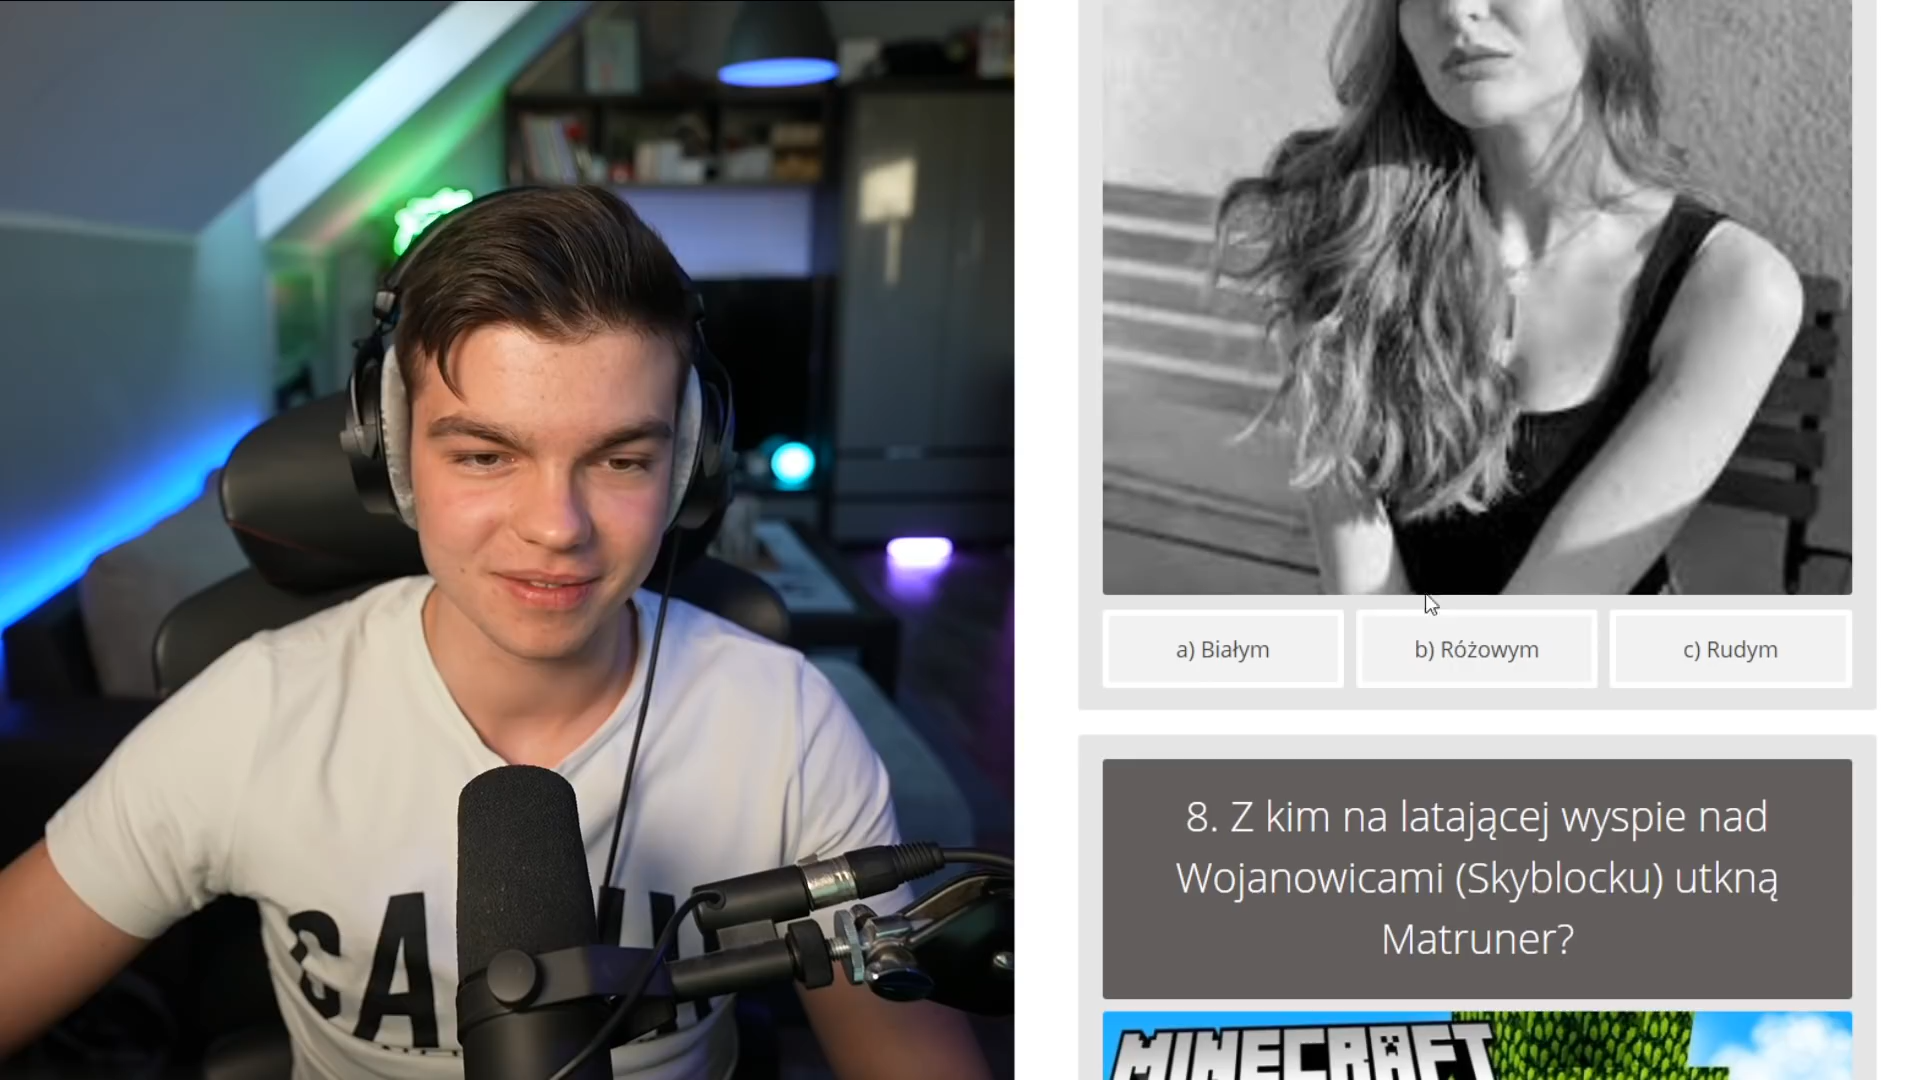 a) Białym
b) Różowym
c) Rudym
8. Z kim na latającej wyspie nad
Wojanowicami (Skyblocku) utkną
Matruner?
MINECRAFT